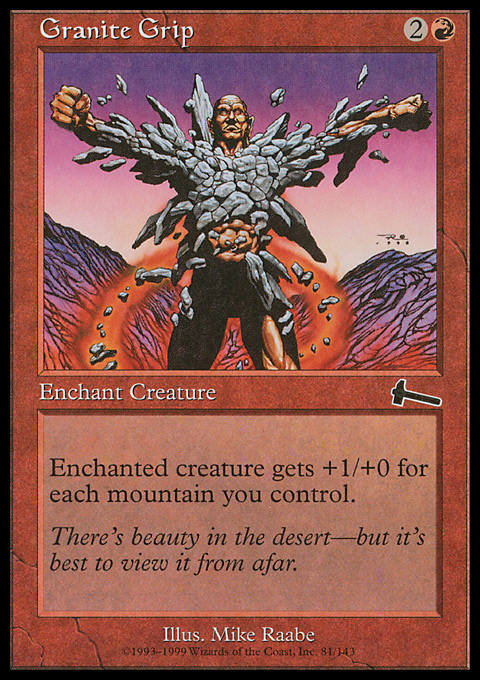 Granite Grip 2
Enchant Creature
Enchanted creature gets +1/+0 for
each mountain you control.
There's beauty in the desert—but it's
best to view it from afar.
Illus. Mike Raabe
©1993–1999 Wizards of the Coast, Inc. 81/143